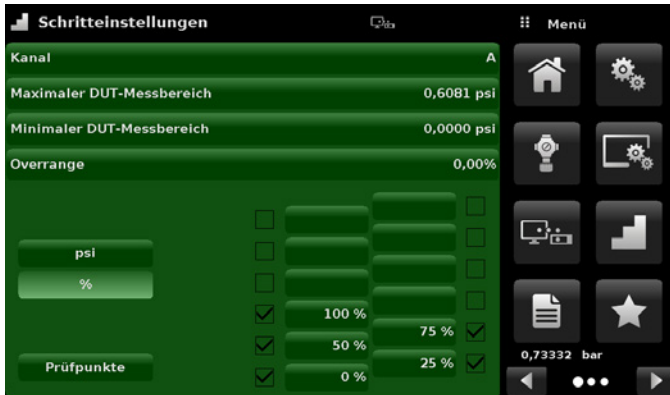 Schritteinstellungen
Menü
Kanal A
Maximaler DUT-Messbereich 0,6081 psi
Minimaler DUT-Messbereich 0,0000 psi
Overrange 0,00%
psi
%
100 %
75 %
50 %
25 %
0 %
Prüfpunkte
0,73332 bar